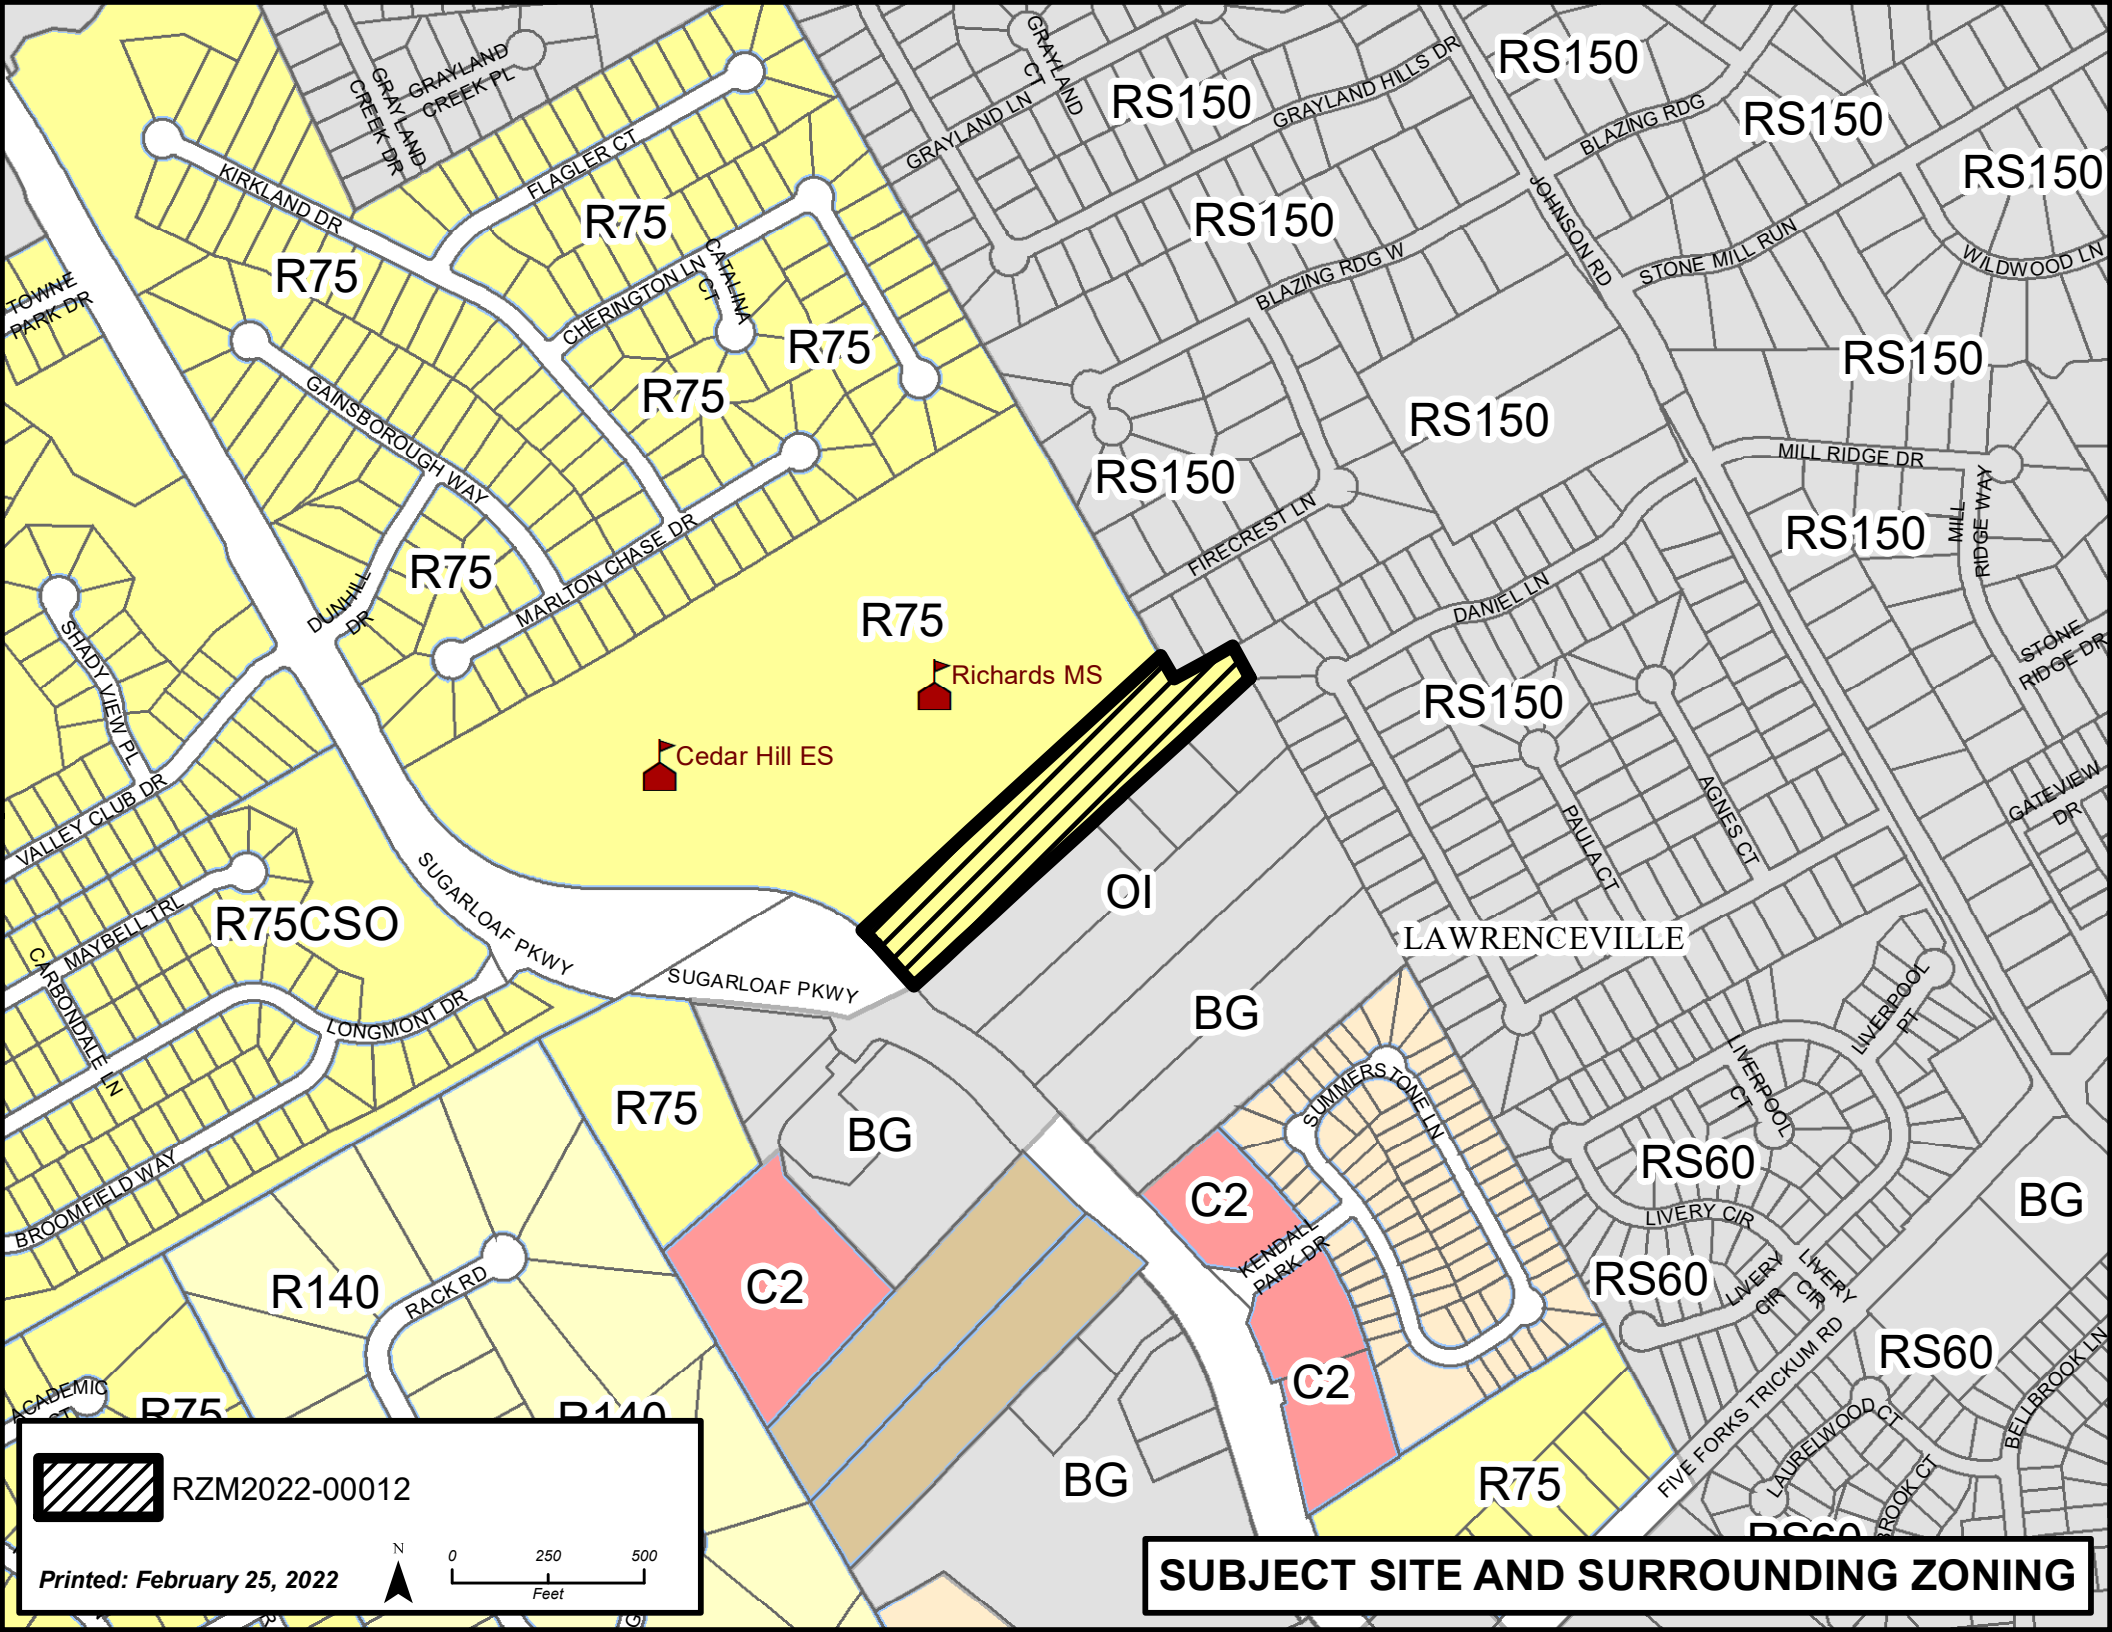 GRAYLAND
CREEK PL
GRAYLAND
CREEK DR
GRAYLAND
CT
GRAYLAND LN
RS150
GRAYLAND HILLS DR
RS150
BLAZING RDG
RS150
RS150
KIRKLAND DR
FLAGLER CT
R75
RS150
JOHNSON RD
STONE MILL RUN
WILDWOOD LN
TOWNE
PARK DR
R75
CHERINGTON LN
CATALINA
CT
BLAZING RDG W
R75
RS150
GAINSBOROUGH WAY
R75
RS150
RS150
MILL RIDGE DR
MILL
RIDGE WAY
RS150
FIRECREST LN
R75
DUNHILL
DR
MARLTON CHASE DR
R75
DANIEL LN
SHADY VIEW PL
STONE
RIDGE DR
Richards MS
RS150
Cedar Hill ES
VALLEY CLUB DR
GATEVIEW
DR
PAULA CT
AGNES CT
SUGARLOAF PKWY
OI
MAYBELL TRL
R75CSO
LAWRENCEVILLE
CARBONDALE LN
SUGARLOAF PKWY
LONGMONT DR
BG
LIVERPOOL
PT
LIVERPOOL
CT
R75
BG
SUMMERSTONE LN
RS60
BROOMFIELD WAY
C2
LIVERY CIR
BG
KENDALL
PARK DR
R140
RACK RD
C2
RS60
LIVERY
CIR
LIVERY
CIR
C2
RS60
FIVE FORKS TRICKUM RD
BELLBROOK LN
ACADEMIC
CT
R75
R140
LAURELWOOD CT
BG
R75
BROOK CT
RS60
RZM2022-00012
N
0 250 500
Feet
Printed: February 25, 2022
SUBJECT SITE AND SURROUNDING ZONING